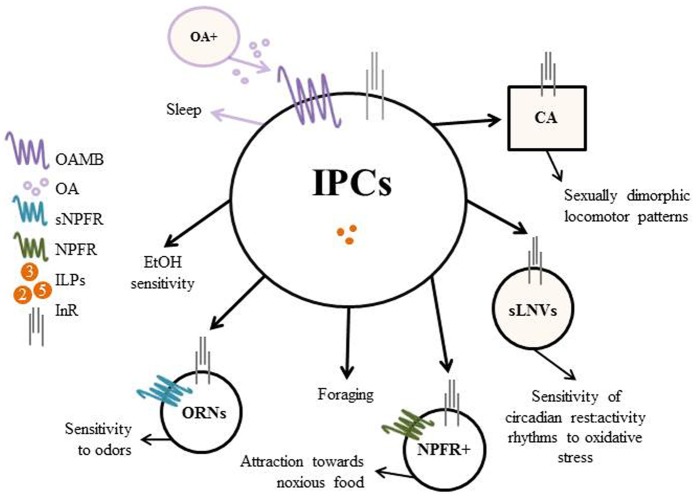 OA+
Sleep
IPCs
CA
Sexually dimorphic
locomotor patterns
OAMB
OA
sNPFR
NPFR
3
2 5
ILPs
InR
EtOH
sensitivity
sLNVs
Sensitivity of
circadian rest:activity
rhythms to oxidative
stress
ORNs
Sensitivity
to odors
Foraging
NPFR+
Attraction towards
noxious food